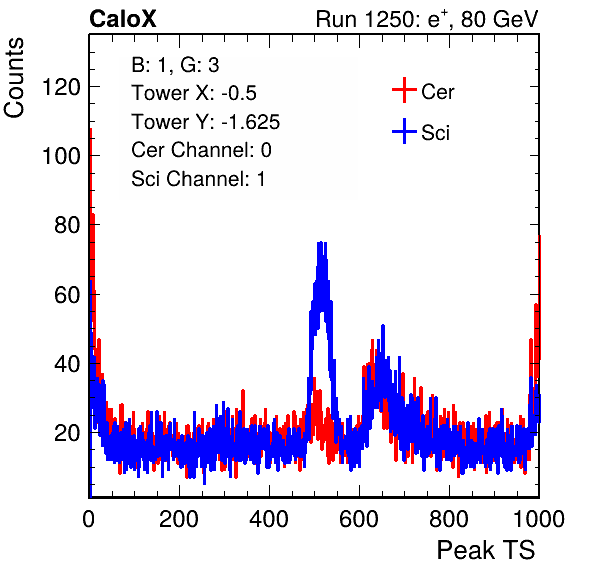 CaloX Run 1250: e⁺, 80 GeV
Counts
B: 1, G: 3
Tower X: -0.5
Tower Y: -1.625
Cer Channel: 0
Sci Channel: 1
Cer
Sci
120
100
80
60
40
20
0 200 400 600 800 1000
Peak TS